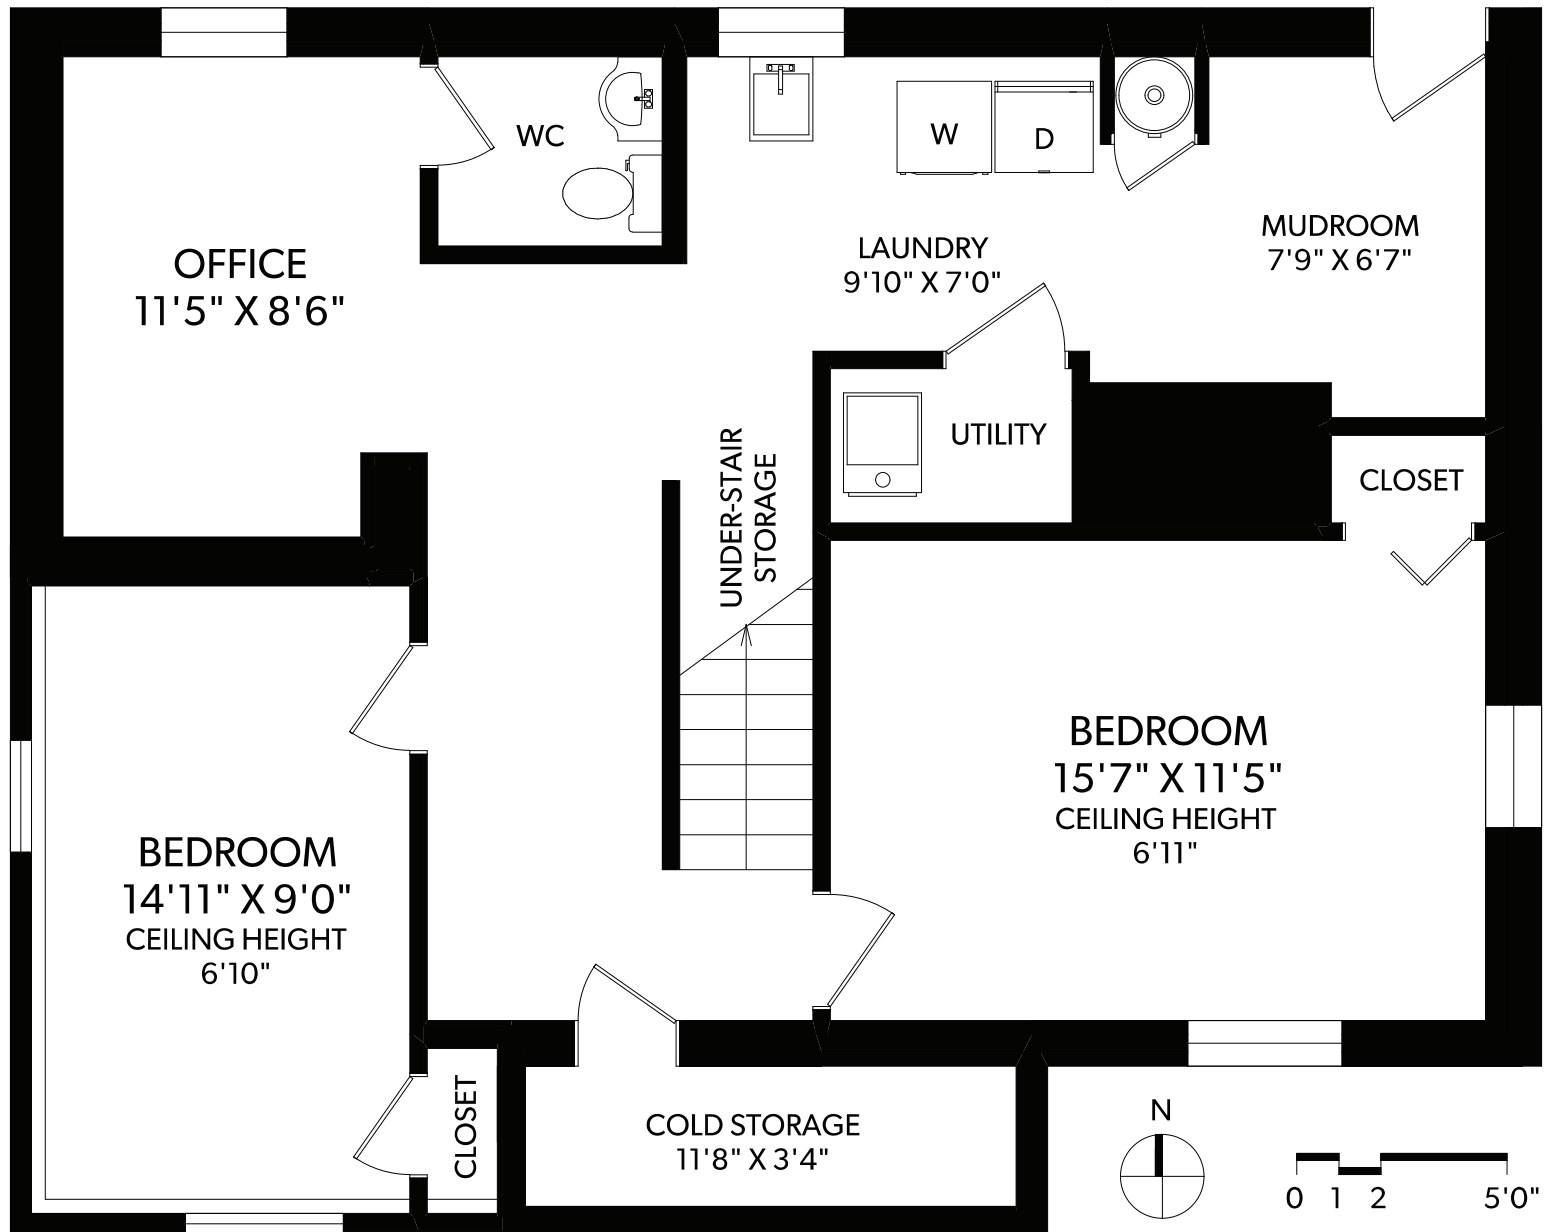 WC
W
D
OFFICE
11'5" X 8'6"
LAUNDRY
9'10" X 7'0"
MUDROOM
7'9" X 6'7"
UTILITY
UNDER-STAIR
STORAGE
CLOSET
BEDROOM
15'7" X 11'5"
CEILING HEIGHT
6'11"
BEDROOM
14'11" X 9'0"
CEILING HEIGHT
6'10"
CLOSET
COLD STORAGE
11'8" X 3'4"
N
0 1 2 5'0"